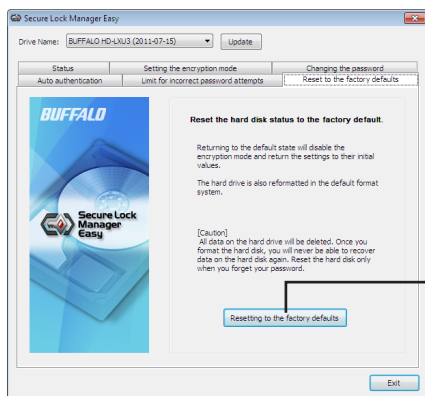 Secure Lock Manager Easy
Drive Name: BUFFALO HD-LXU3 (2011-07-15) Update
Status Setting the encryption mode Changing the password
Auto authentication Limit for incorrect password attempts Reset to the factory defaults
BUFFALO
Secure Lock
Manager
Easy
Reset the hard disk status to the factory default.
Returning to the default state will disable the
encryption mode and return the settings to their initial
values.
The hard drive is also reformatted in the default format
system.
[Caution]
All data on the hard drive will be deleted. Once you
format the hard disk, you will never be able to recover
data on the hard disk again. Reset the hard disk only
when you forget your password.
Resetting to the factory defaults
Exit